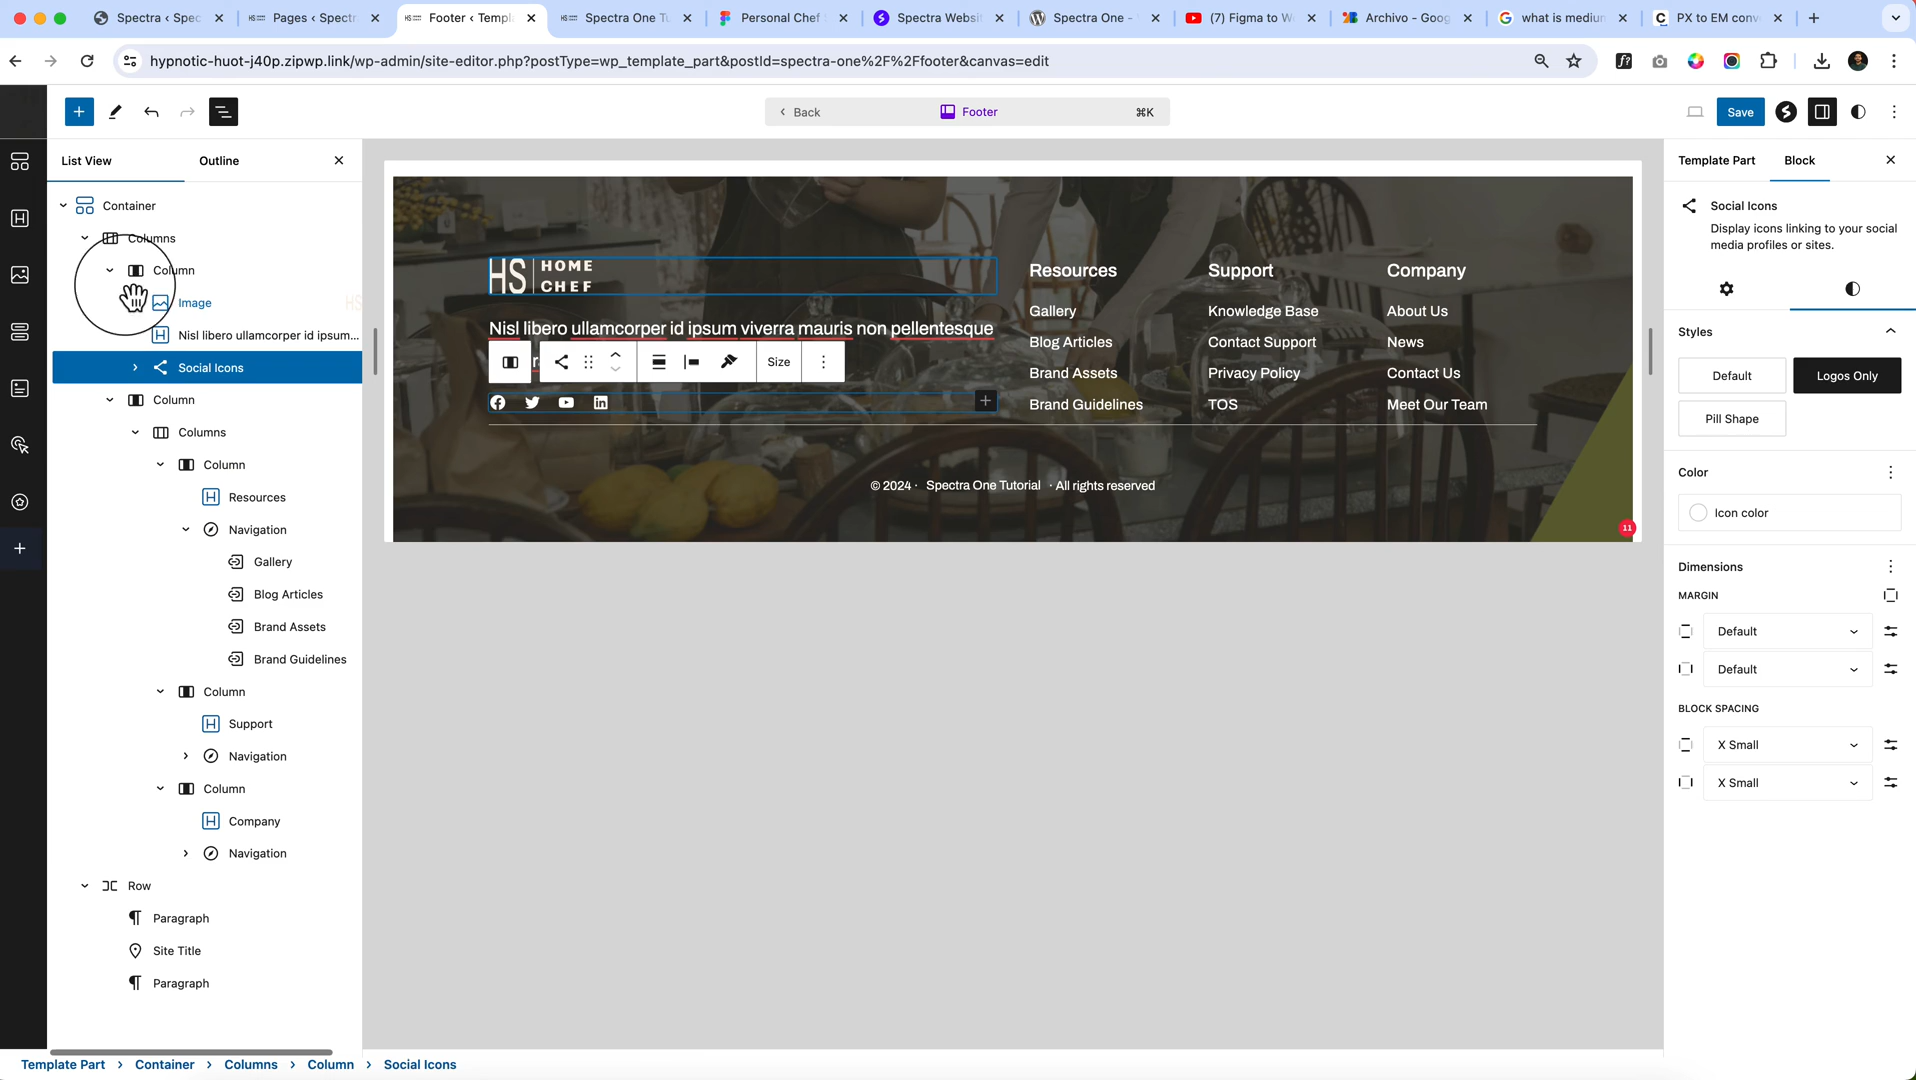 Spectra ‹ Spec
Pages ‹ Spectr
Footer ‹ Templa
Spectra One Tu
Personal Chef
Spectra Websit
Spectra One -
(7) Figma to W
Archivo - Goog
what is medium
PX to EM conv
hypnotic-huot-j40p.zipwp.link/wp-admin/site-editor.php?postType=wp_template_part&postId=spectra-one%2F%2Ffooter&canvas=edit
Back
Footer
⌘K
Save
List View
Outline
Container
Columns
Column
Image
Nisl libero ullamcorper id ipsum...
Social Icons
Column
Columns
Column
Resources
Navigation
Gallery
Blog Articles
Brand Assets
Brand Guidelines
Column
Support
Navigation
Column
Company
Navigation
Row
Paragraph
Site Title
Paragraph
HS HOME
CHEF
Nisl libero ullamcorper id ipsum viverra mauris non pellentesque
Size
Resources
Gallery
Blog Articles
Brand Assets
Brand Guidelines
Support
Knowledge Base
Contact Support
Privacy Policy
TOS
Company
About Us
News
Contact Us
Meet Our Team
© 2024 · Spectra One Tutorial · All rights reserved
11
Template Part
Block
Social Icons
Display icons linking to your social
media profiles or sites.
Styles
Default
Logos Only
Pill Shape
Color
Icon color
Dimensions
MARGIN
Default
Default
BLOCK SPACING
X Small
X Small
Template Part › Container › Columns › Column › Social Icons